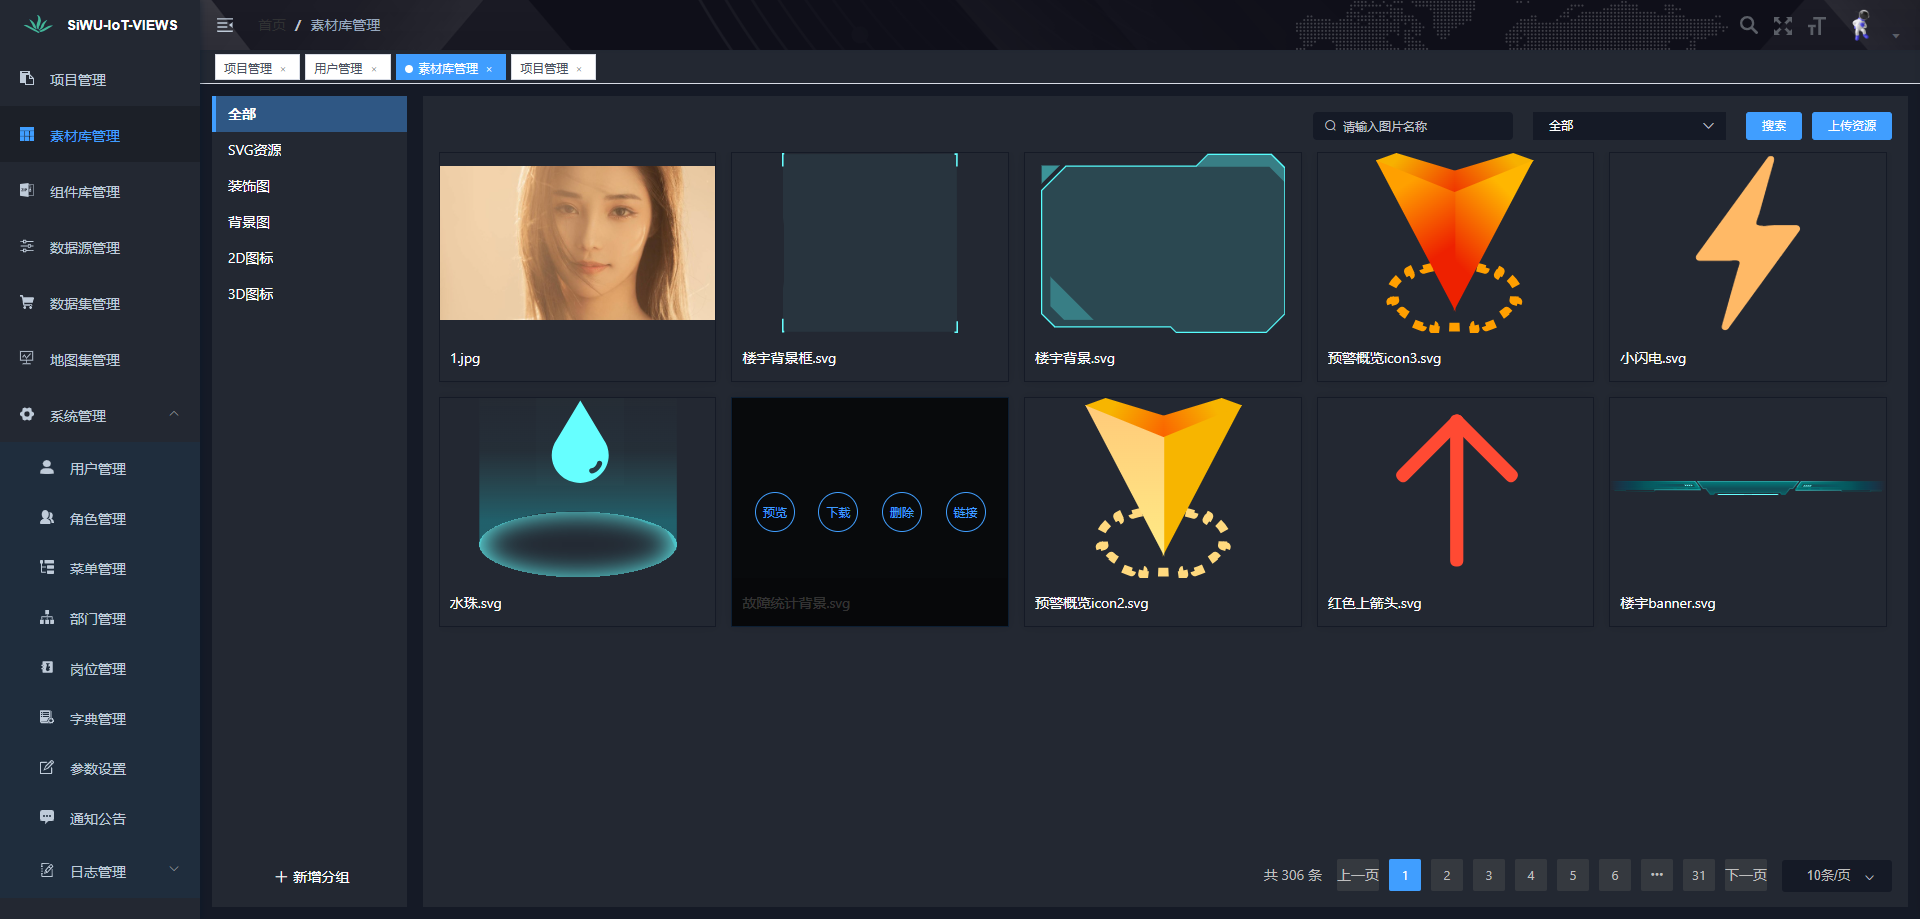 SiWU-IoT-VIEWS
首页 / 素材库管理
项目管理 ×
用户管理 ×
素材库管理 ×
项目管理 ×
项目管理
素材库管理
组件库管理
数据源管理
数据集管理
地图集管理
系统管理
用户管理
角色管理
菜单管理
部门管理
岗位管理
字典管理
参数设置
通知公告
日志管理
全部
SVG资源
装饰图
背景图
2D图标
3D图标
+ 新增分组
请输入图片名称
全部
搜索
上传资源
1.jpg
楼宇背景框.svg
楼宇背景.svg
预警概览icon3.svg
小闪电.svg
预览
下载
删除
链接
水珠.svg
故障统计背景.svg
预警概览icon2.svg
红色上箭头.svg
楼宇banner.svg
共 306 条 上一页 1 2 3 4 5 6 ••• 31 下一页 10条/页